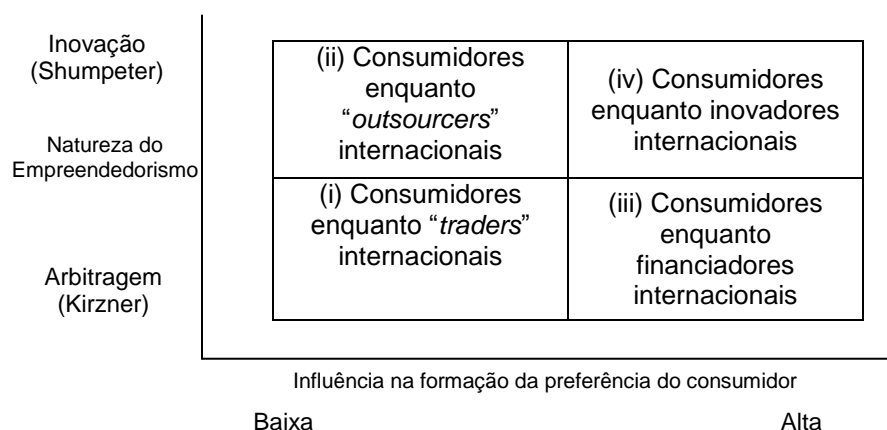 Inovação
(Shumpeter)
Natureza do
Empreendedorismo
Arbitragem
(Kirzner)
(ii) Consumidores
enquanto
“outsourcers”
internacionais
(iv) Consumidores
enquanto inovadores
internacionais
(i) Consumidores
enquanto “traders”
internacionais
(iii) Consumidores
enquanto
financiadores
internacionais
Influência na formação da preferência do consumidor
Baixa
Alta